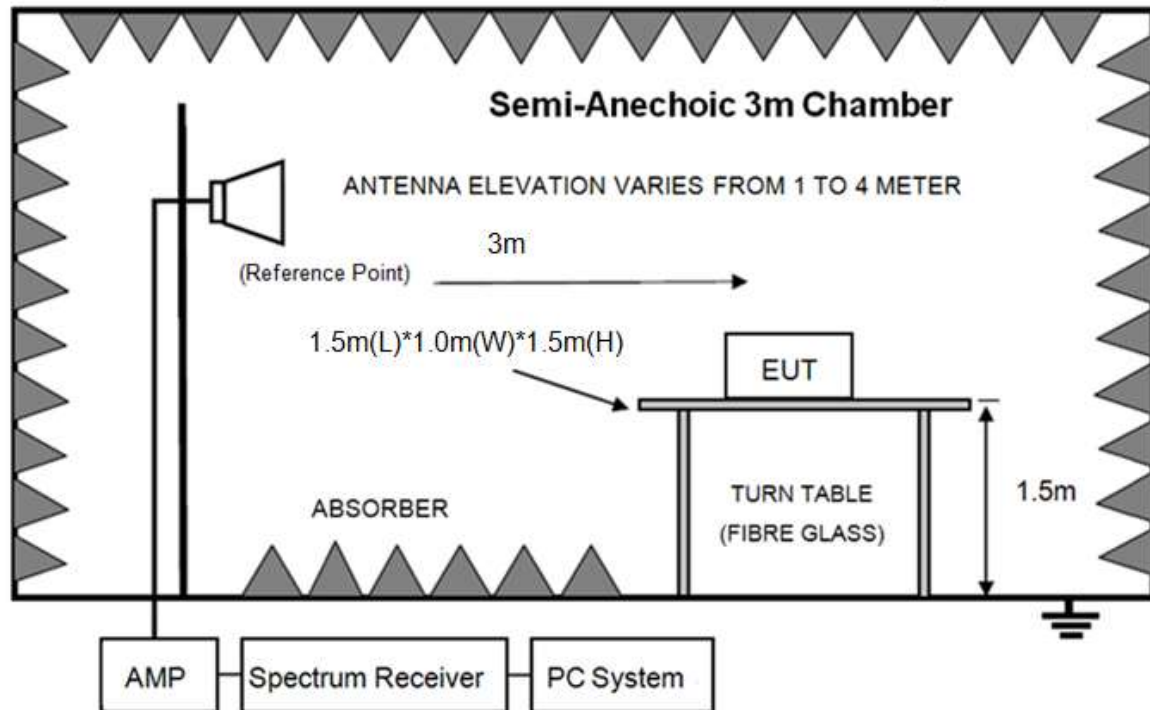 Semi-Anechoic 3m Chamber
ANTENNA ELEVATION VARIES FROM 1 TO 4 METER
3m
(Reference Point)
1.5m(L)*1.0m(W)*1.5m(H)
EUT
ABSORBER
TURN TABLE
(FIBRE GLASS)
1.5m
AMP
Spectrum Receiver
PC System